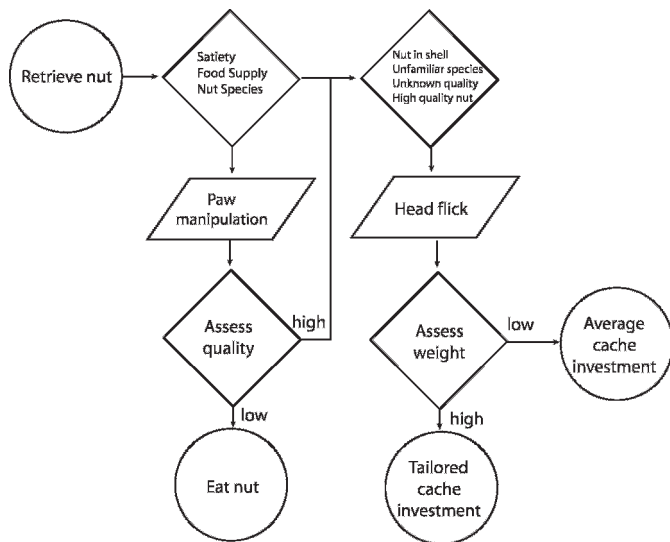 Retrieve nut
Satiety
Food Supply
Nut Species
Nut in shell
Unfamiliar species
Unknown quality
High quality nut
Paw
manipulation
Head flick
Assess
quality
high
low
Eat nut
Assess
weight
low
Average
cache
investment
high
Tailored
cache
investment